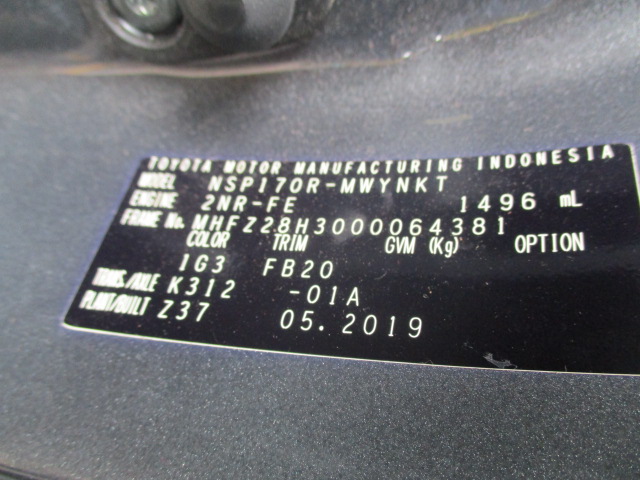 TOYOTA MOTOR MANUFACTURING INDONESIA
MODEL NSP170R-MWYNKT
ENGINE 2NR-FE 1496 mL
FRAME No. MHFZ28H3000064381
COLOR TRIM GVM (Kg) OPTION
1G3 FB20
TRANS./AXLE K312 -01A
PLANT/BUILT Z37 05.2019